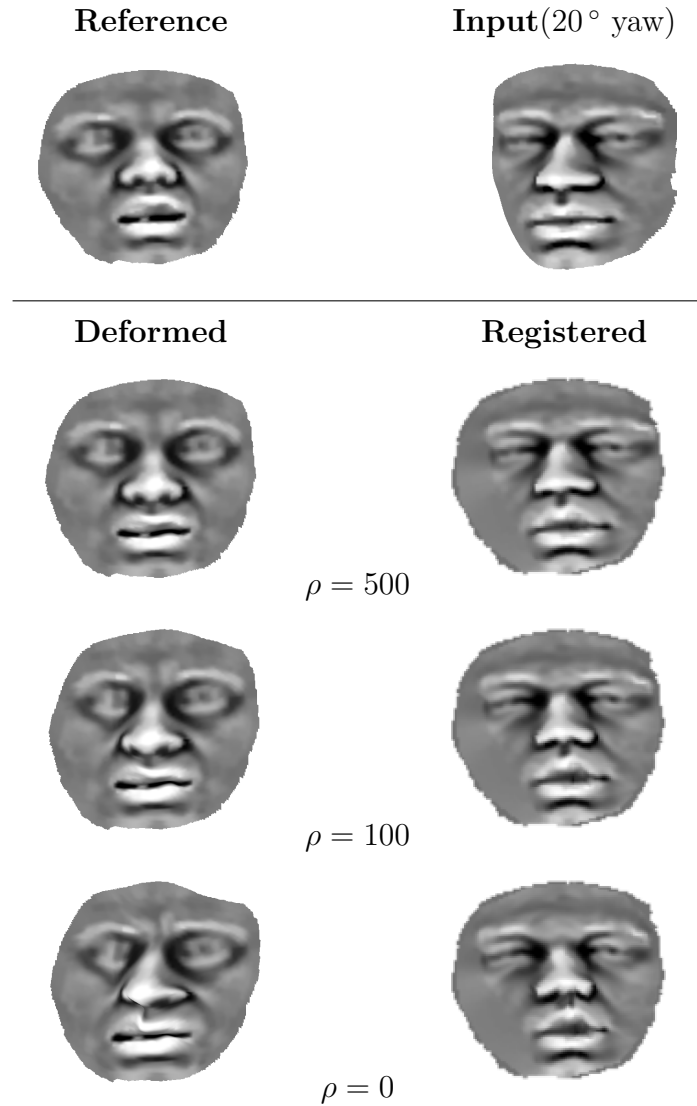 Reference
Input(20° yaw)
Deformed
Registered
ρ = 500
ρ = 100
ρ = 0